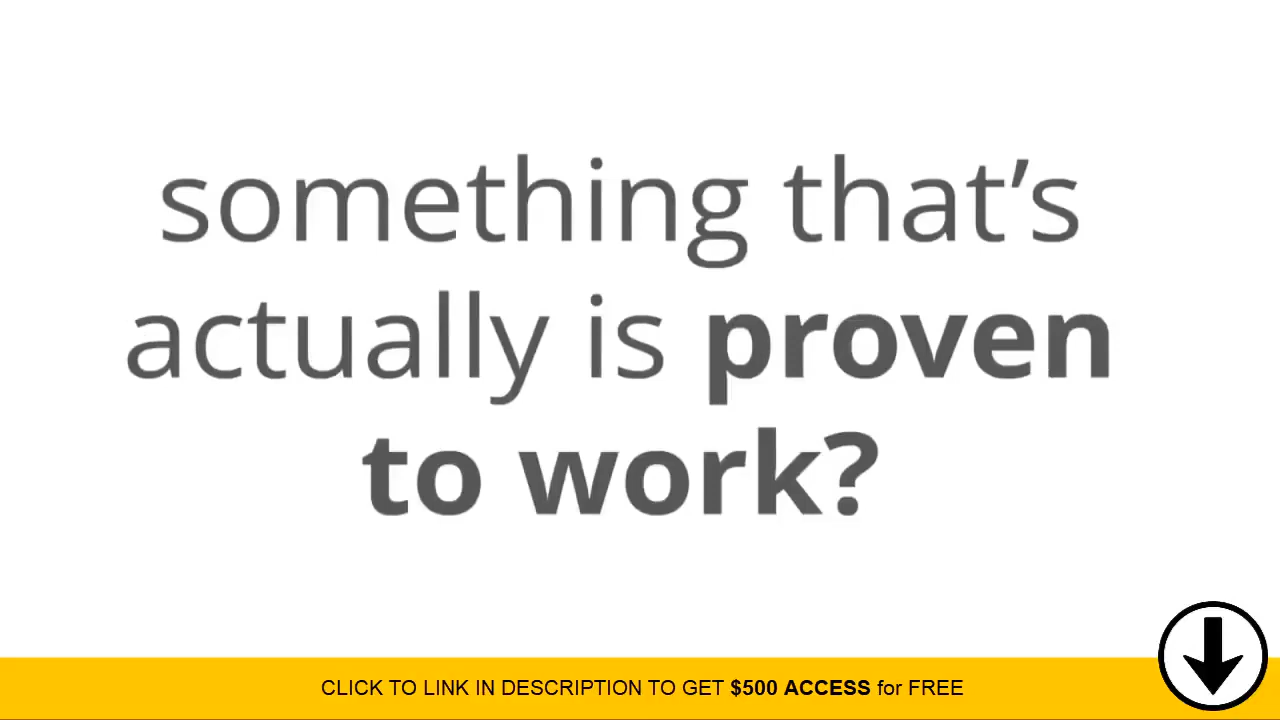 something that’s
actually is proven
to work?
CLICK TO LINK IN DESCRIPTION TO GET $500 ACCESS for FREE